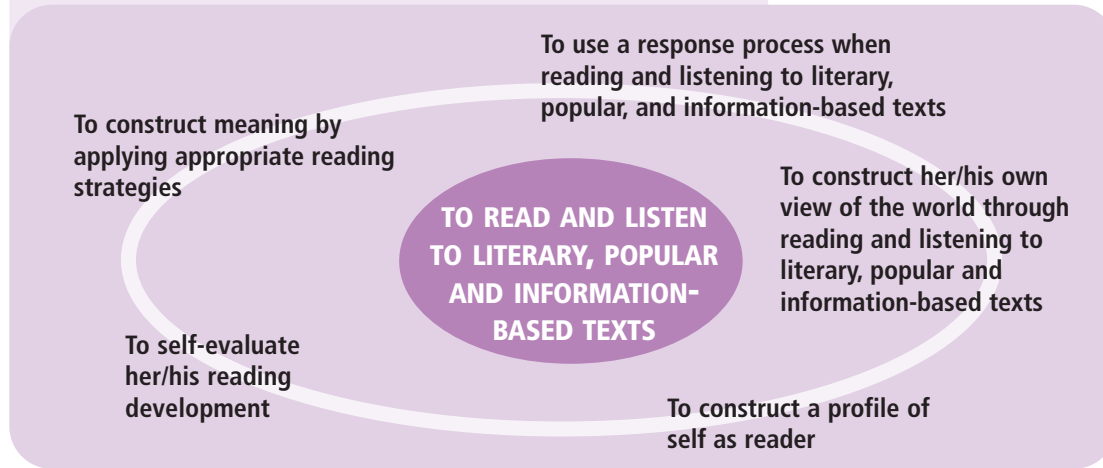 To use a response process when
reading and listening to literary,
popular, and information-based texts
To construct meaning by
applying appropriate reading
strategies
To construct her/his own
view of the world through
reading and listening to
literary, popular and
information-based texts
TO READ AND LISTEN
TO LITERARY, POPULAR
AND INFORMATION-
BASED TEXTS
To self-evaluate
her/his reading
development
To construct a profile of
self as reader